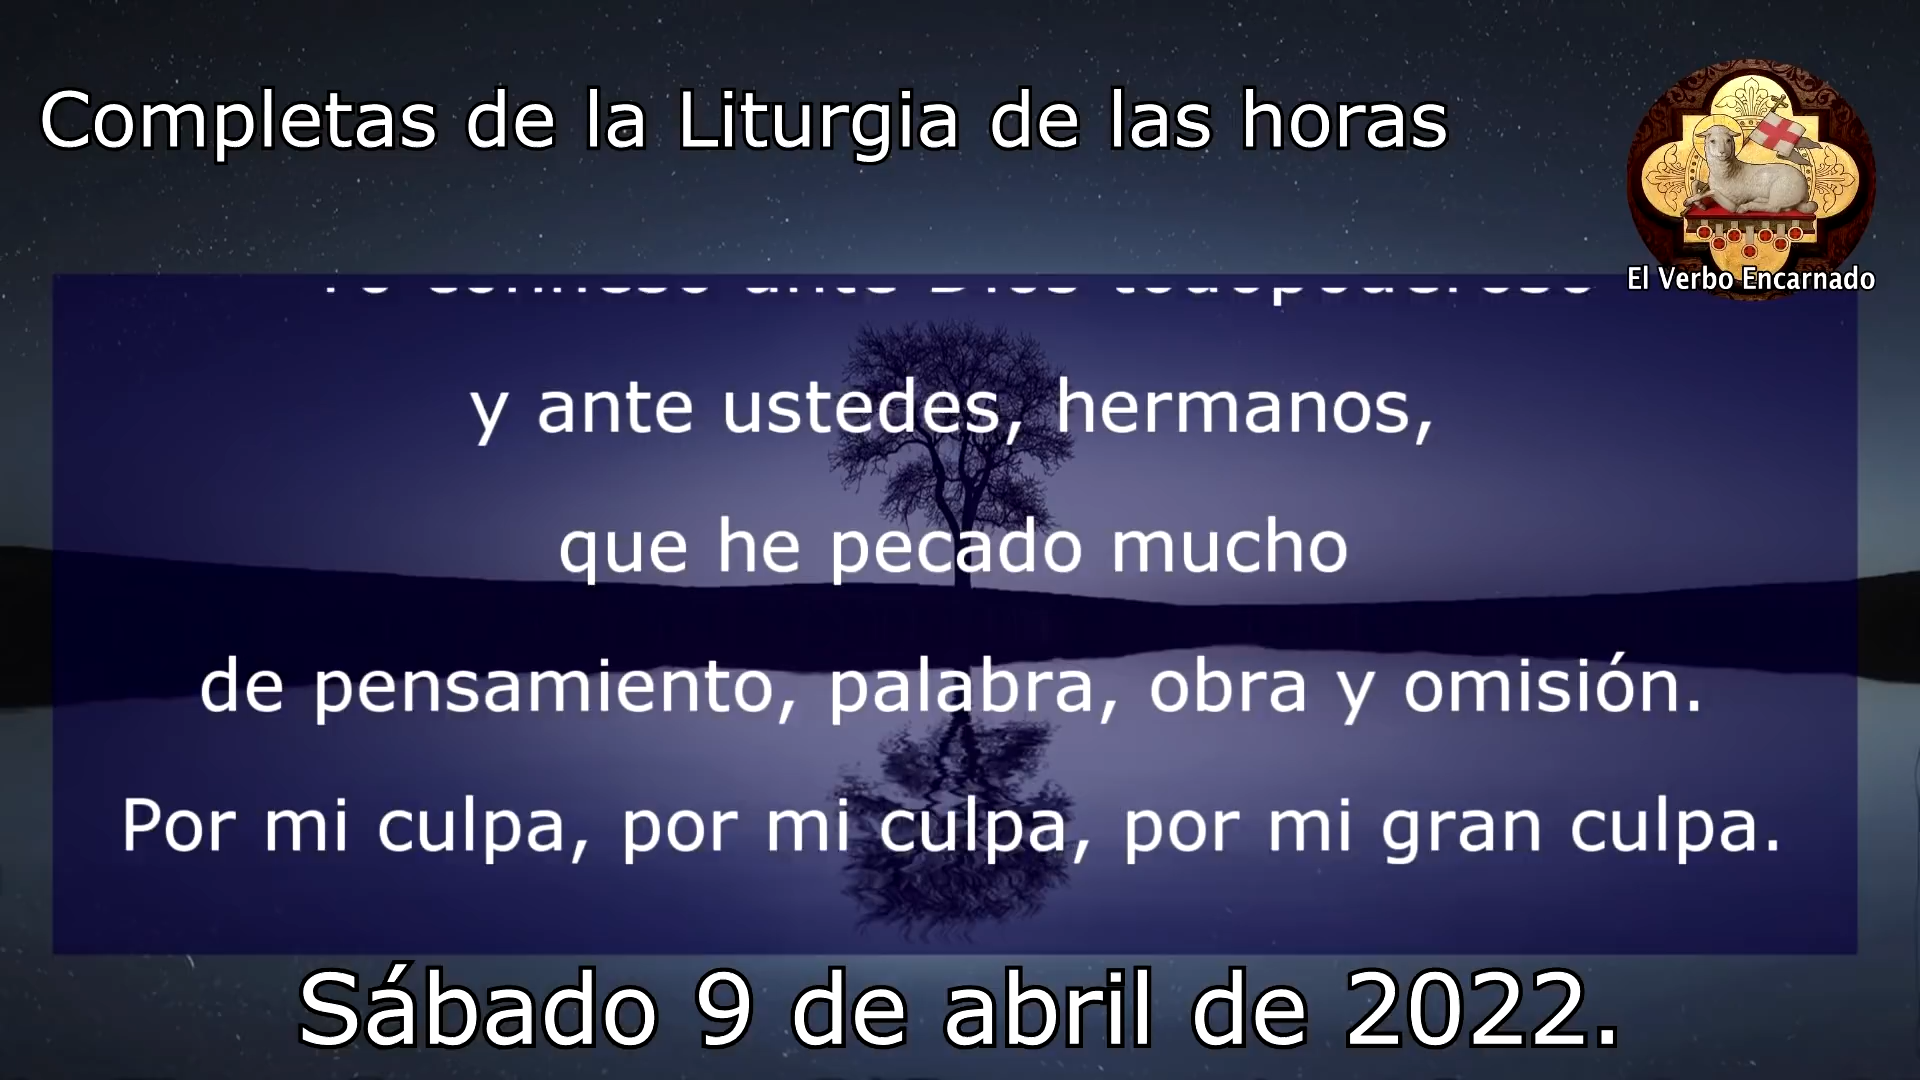 Completas de la Liturgia de las horas
El Verbo Encarnado
y ante ustedes, hermanos,
que he pecado mucho
de pensamiento, palabra, obra y omisión.
Por mi culpa, por mi culpa, por mi gran culpa.
Sábado 9 de abril de 2022.